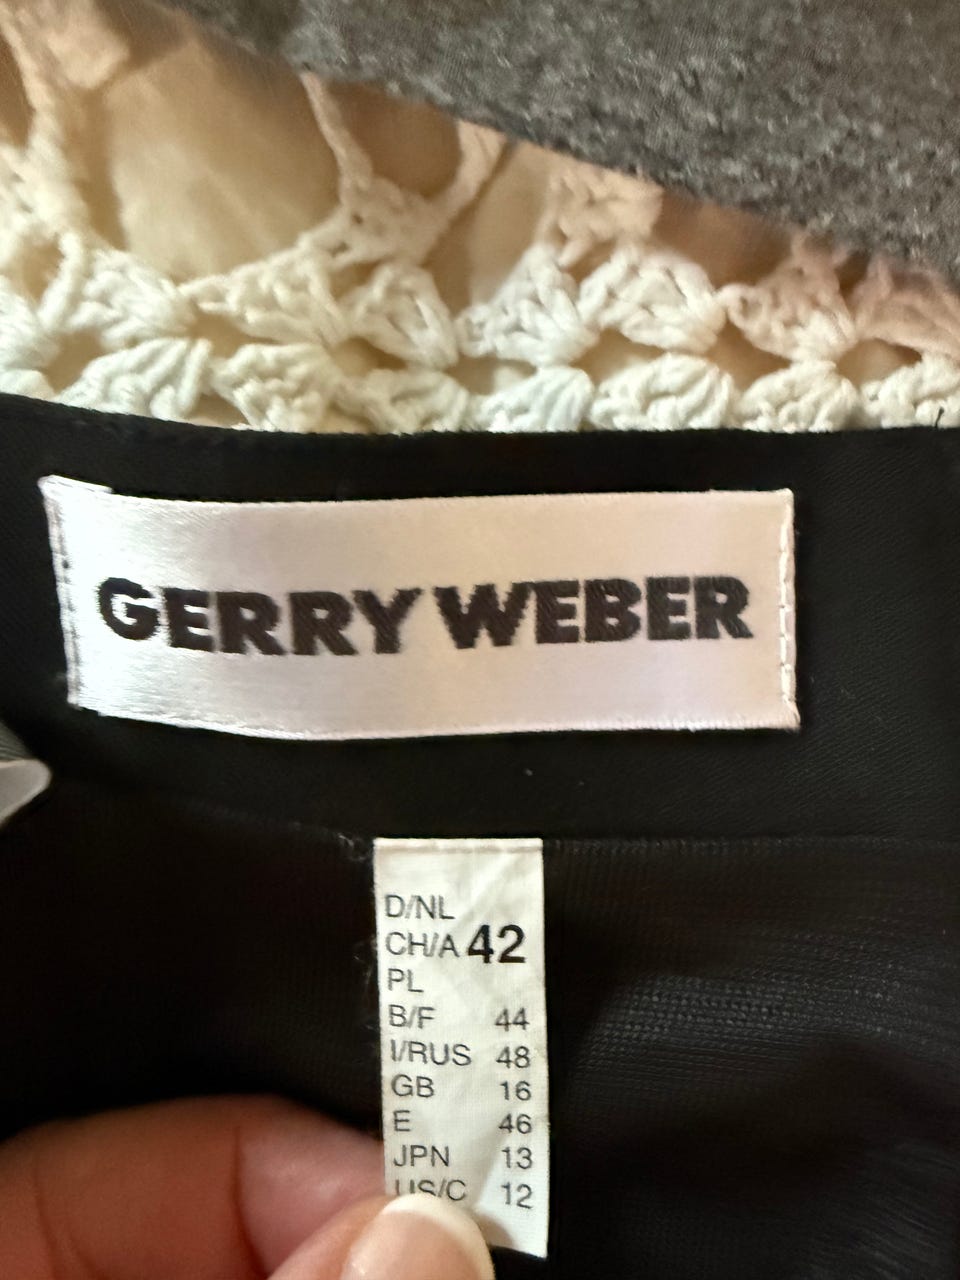 GERRY WEBER
D/NL
CH/A 42
PL
B/F 44
I/RUS 48
GB 16
E 46
JPN 13
US/C 12